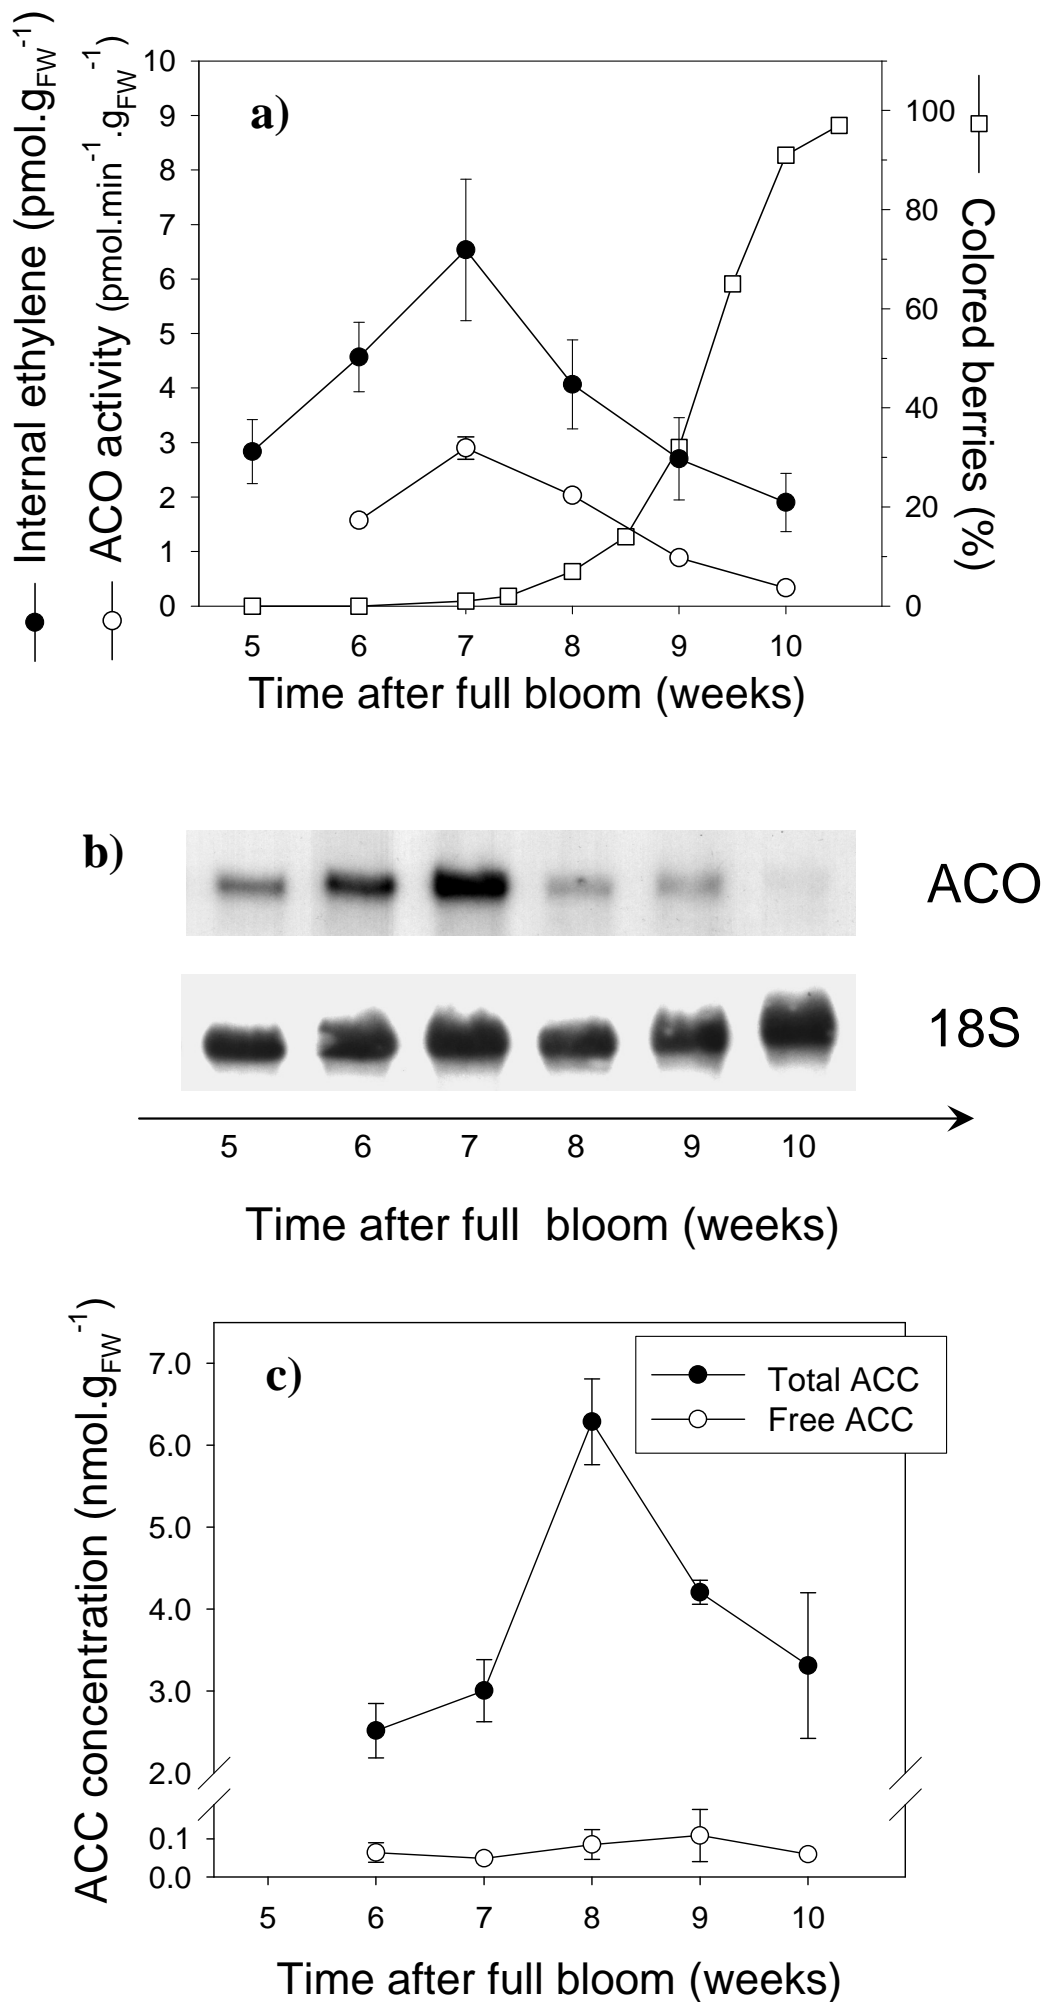 Internal ethylene (pmol.gFW-1)
ACO activity (pmol.min-1.gFW-1)
a)
10
9
8
7
6
5
4
3
2
1
0
100
80
60
40
20
0
Colored berries (%)
5 6 7 8 9 10
Time after full bloom (weeks)
b)
ACO
18S
5 6 7 8 9 10
Time after full bloom (weeks)
ACC concentration (nmol.gFW-1)
c)
Total ACC
Free ACC
7.0
6.0
5.0
4.0
3.0
2.0
0.1
0.0
5 6 7 8 9 10
Time after full bloom (weeks)